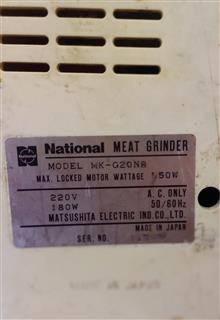 National MEAT GRINDER
National
MODEL MK-G20NR
MAX. LOCKED MOTOR WATTAGE 150W
220V A.C. ONLY
180W 50/60Hz
MATSUSHITA ELECTRIC IND.CO.,LTD.
MADE IN JAPAN
SER. NO.